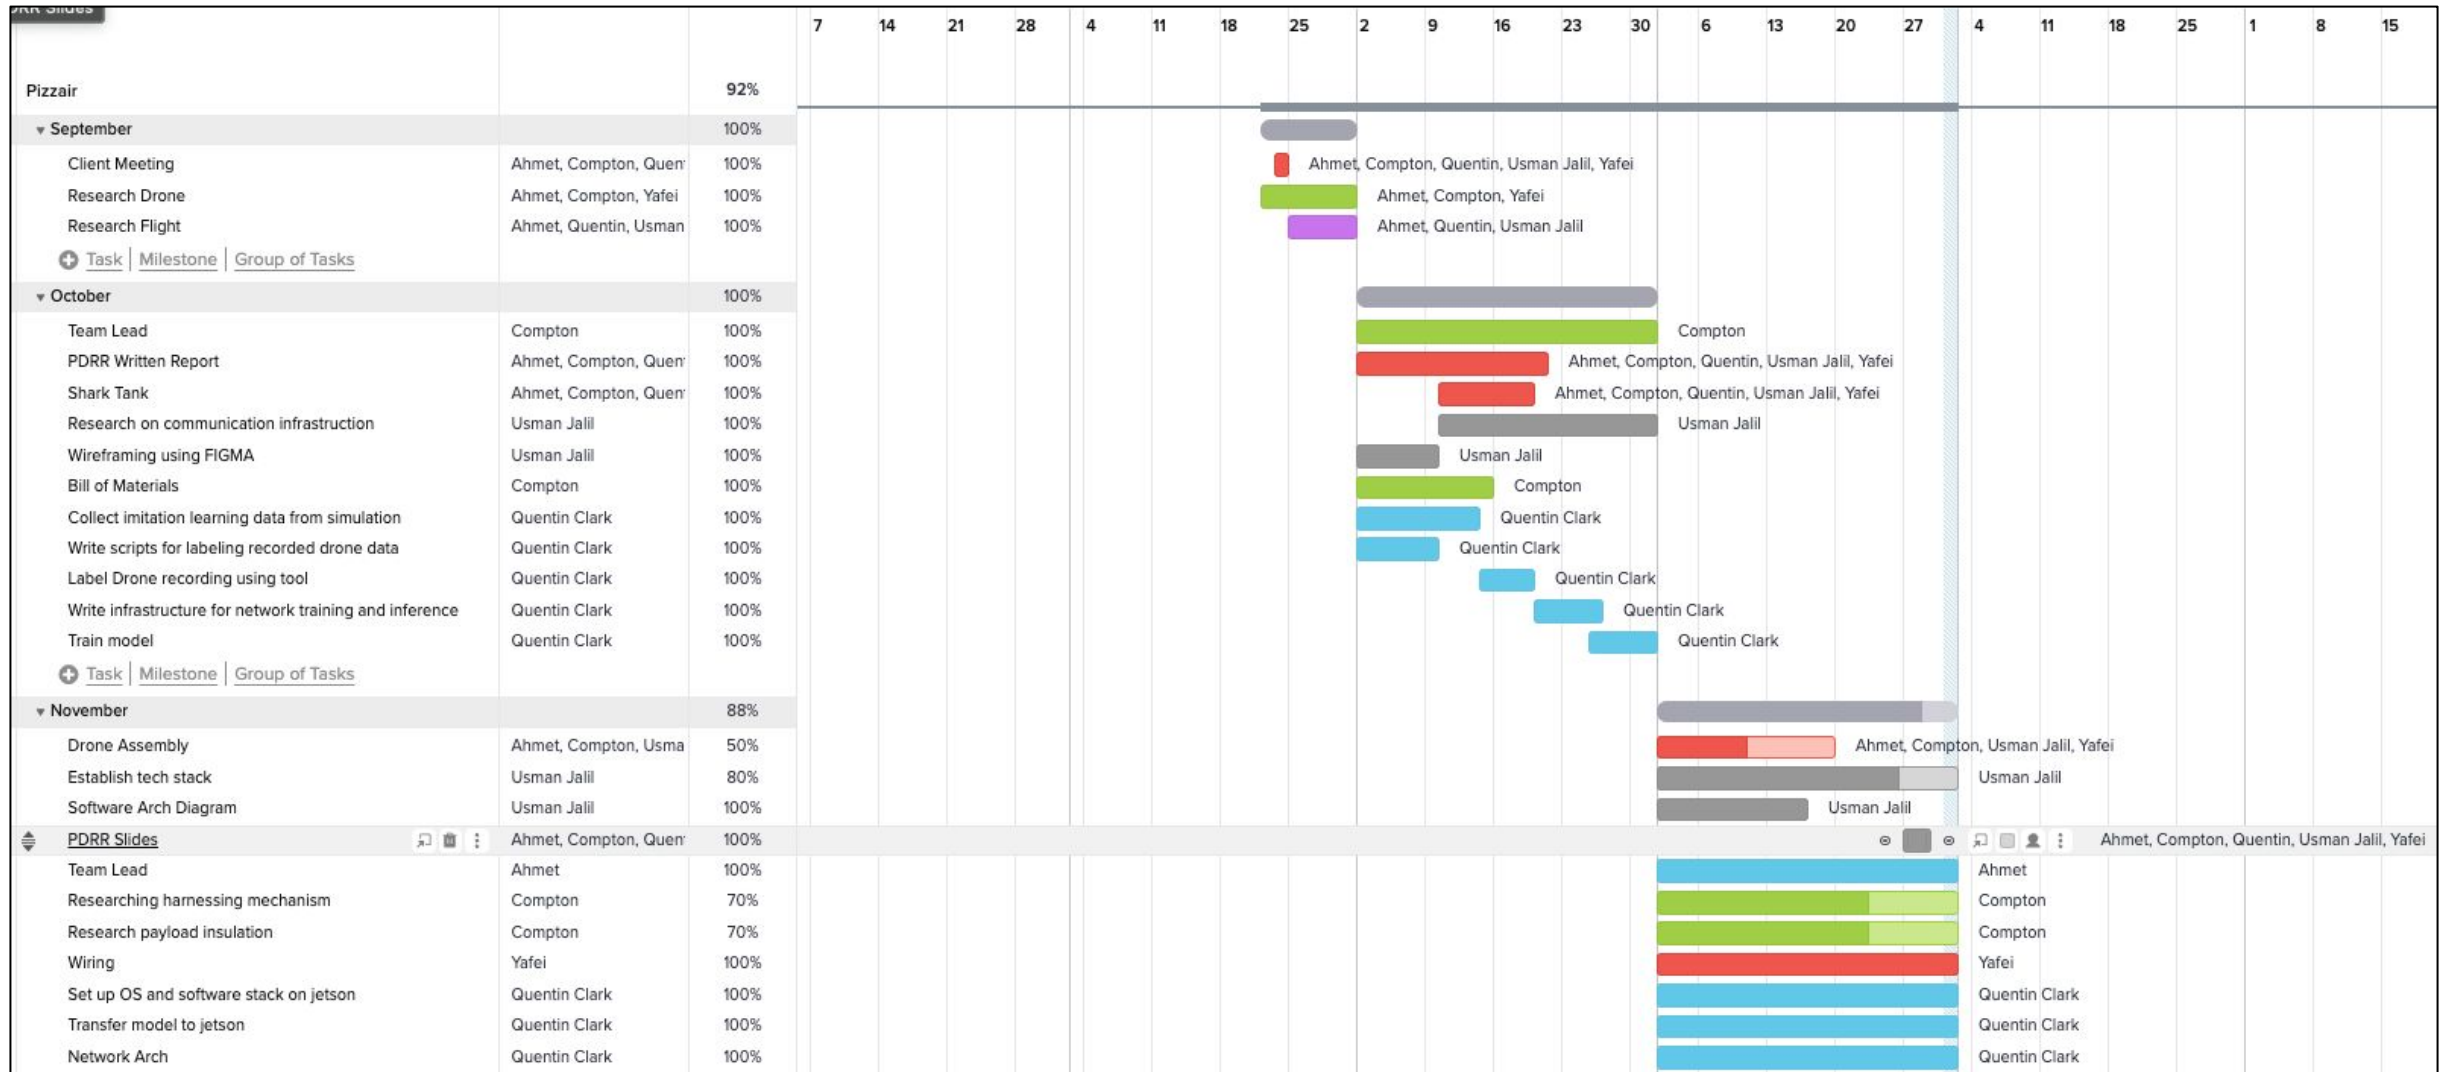 PDRR Slides
7 14 21 28 4 11 18 25 2 9 16 23 30 6 13 20 27 4 11 18 25 1 8 15
Pizzair 92%
September 100%
Client Meeting Ahmet, Compton, Quen 100% Ahmet, Compton, Quentin, Usman Jalil, Yafei
Research Drone Ahmet, Compton, Yafei 100% Ahmet, Compton, Yafei
Research Flight Ahmet, Quentin, Usman 100% Ahmet, Quentin, Usman Jalil
Task | Milestone | Group of Tasks
October 100%
Team Lead Compton 100% Compton
PDRR Written Report Ahmet, Compton, Quen 100% Ahmet, Compton, Quentin, Usman Jalil, Yafei
Shark Tank Ahmet, Compton, Quen 100% Ahmet, Compton, Quentin, Usman Jalil, Yafei
Research on communication infrastruction Usman Jalil 100% Usman Jalil
Wireframing using FIGMA Usman Jalil 100% Usman Jalil
Bill of Materials Compton 100% Compton
Collect imitation learning data from simulation Quentin Clark 100% Quentin Clark
Write scripts for labeling recorded drone data Quentin Clark 100% Quentin Clark
Label Drone recording using tool Quentin Clark 100% Quentin Clark
Write infrastructure for network training and inference Quentin Clark 100% Quentin Clark
Train model Quentin Clark 100% Quentin Clark
Task | Milestone | Group of Tasks
November 88%
Drone Assembly Ahmet, Compton, Usma 50% Ahmet, Compton, Usman Jalil, Yafei
Establish tech stack Usman Jalil 80% Usman Jalil
Software Arch Diagram Usman Jalil 100% Usman Jalil
PDRR Slides Ahmet, Compton, Quen 100% Ahmet, Compton, Quentin, Usman Jalil, Yafei
Team Lead Ahmet 100% Ahmet
Researching harnessing mechanism Compton 70% Compton
Research payload insulation Compton 70% Compton
Wiring Yafei 100% Yafei
Set up OS and software stack on jetson Quentin Clark 100% Quentin Clark
Transfer model to jetson Quentin Clark 100% Quentin Clark
Network Arch Quentin Clark 100% Quentin Clark